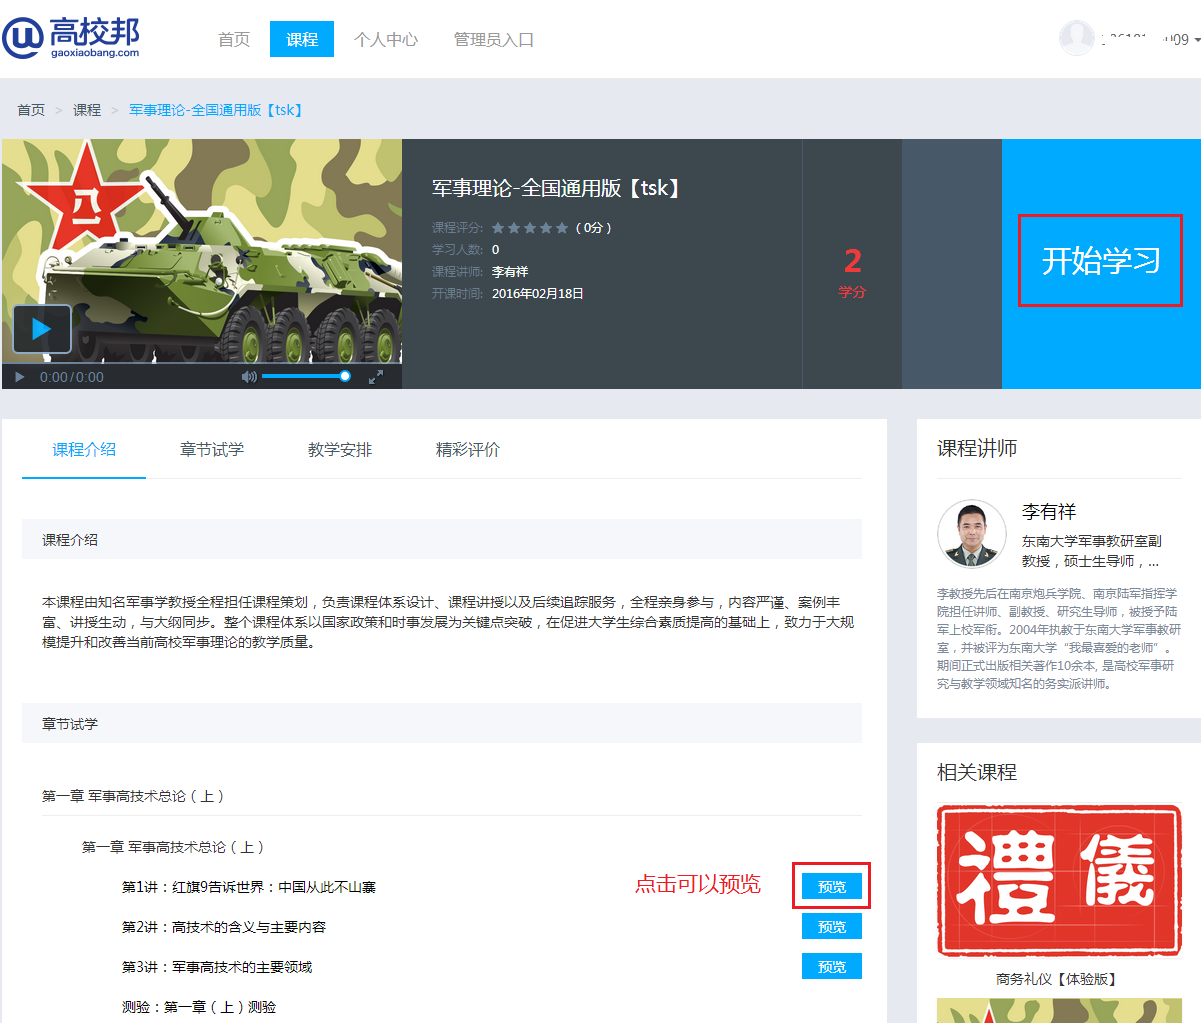 高校邦
gaoxiaobang.com
首页 课程 个人中心 管理员入口
首页 > 课程 > 军事理论-全国通用版【tsk】
八一
军事理论-全国通用版【tsk】
课程评分: ★★★★★ ( 0分 )
学习人数: 0
课程讲师: 李有祥
开课时间: 2016年02月18日
2
学分
开始学习
0:00/0:00
课程介绍 章节试学 教学安排 精彩评价
课程介绍
本课程由知名军事学教授全程担任课程策划，负责课程体系设计、课程讲授以及后续追踪服务，全程亲身参与，内容严谨、案例丰
富、讲授生动，与大纲同步。整个课程体系以国家政策和时事发展为关键点突破，在促进大学生综合素质提高的基础上，致力于大规
模提升和改善当前高校军事理论的教学质量。
章节试学
第一章 军事高技术总论（上）
第一章 军事高技术总论（上）
第1讲：红旗9告诉世界：中国从此不山寨
点击可以预览
预览
第2讲：高技术的含义与主要内容
预览
第3讲：军事高技术的主要领域
预览
测验：第一章（上）测验
课程讲师
李有祥
东南大学军事教研室副
教授，硕士生导师，...
李教授先后在南京炮兵学院、南京陆军指挥学
院担任讲师、副教授、研究生导师，被授予陆
军上校军衔。2004年执教于东南大学军事教研
室，并被评为东南大学“我最喜爱的老师”。
期间正式出版相关著作10余本, 是高校军事研
究与教学领域知名的务实派讲师。
相关课程
禮儀
商务礼仪【体验版】